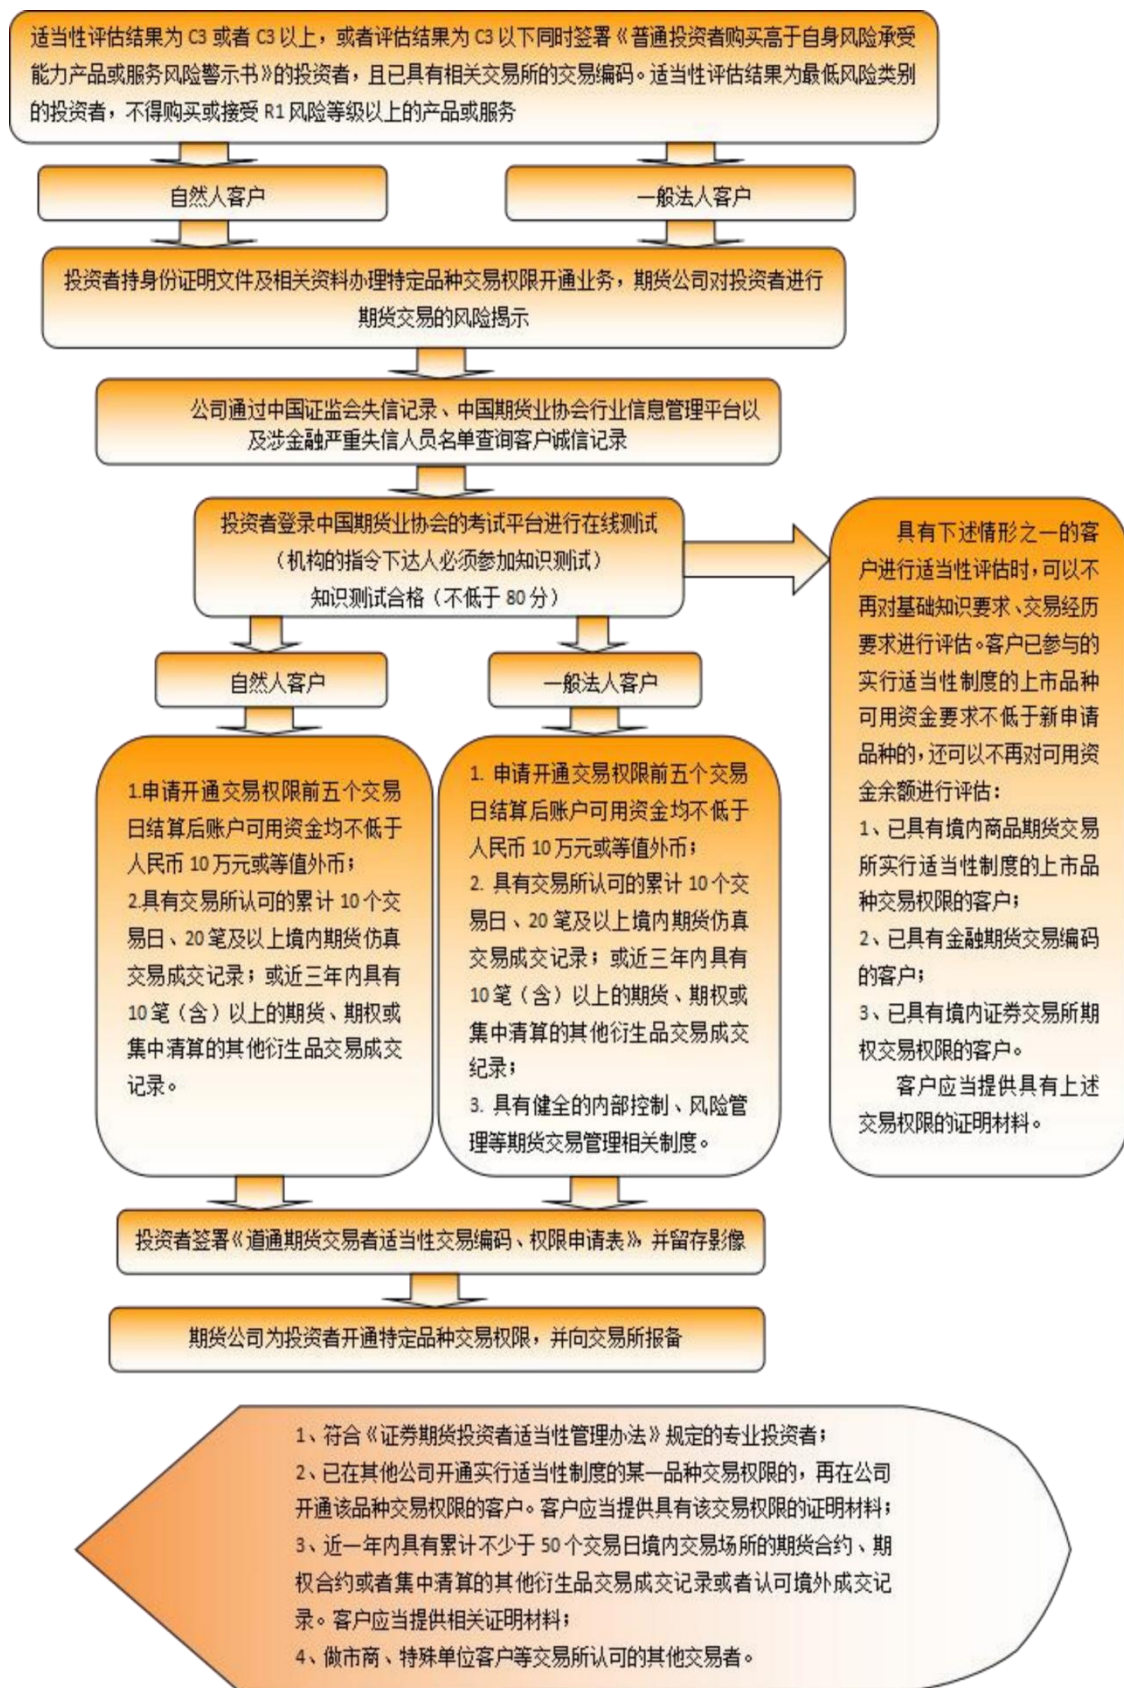 适当性评估结果为 C3 或者 C3 以上，或者评估结果为 C3 以下同时签署《普通投资者购买高于自身风险承受
能力产品或服务风险警示书》的投资者，且已具有相关交易所的交易编码。适当性评估结果为最低风险类别
的投资者，不得购买或接受 R1 风险等级以上的产品或服务
自然人客户
一般法人客户
投资者持身份证明文件及相关资料办理特定品种交易权限开通业务，期货公司对投资者进行
期货交易的风险揭示
公司通过中国证监会失信记录、中国期货业协会行业信息管理平台以
及涉金融严重失信人员名单查询客户诚信记录
投资者登录中国期货业协会的考试平台进行在线测试
（机构的指令下达人必须参加知识测试）
知识测试合格（不低于 80 分）
自然人客户
一般法人客户
1.申请开通交易权限前五个交易
日结算后账户可用资金均不低于
人民币 10 万元或等值外币；
2.具有交易所认可的累计 10 个交
易日、20 笔及以上境内期货仿真
交易成交记录；或近三年内具有
10 笔（含）以上的期货、期权或
集中清算的其他衍生品交易成交
记录。
1. 申请开通交易权限前五个交易
日结算后账户可用资金均不低于
人民币 10 万元或等值外币；
2. 具有交易所认可的累计 10 个交
易日、20 笔及以上境内期货仿真
交易成交记录；或近三年内具有
10 笔（含）以上的期货、期权或
集中清算的其他衍生品交易成交
纪录；
3. 具有健全的内部控制、风险管
理等期货交易管理相关制度。
具有下述情形之一的客
户进行适当性评估时，可以不
再对基础知识要求、交易经历
要求进行评估。客户已参与的
实行适当性制度的上市品种
可用资金要求不低于新申请
品种的，还可以不再对可用资
金余额进行评估：
1、已具有境内商品期货交易
所实行适当性制度的上市品
种交易权限的客户；
2、已具有金融期货交易编码
的客户；
3、已具有境内证券交易所期
权交易权限的客户。
客户应当提供具有上述
交易权限的证明材料。
投资者签署《道通期货交易者适当性交易编码、权限申请表》，并留存影像
期货公司为投资者开通特定品种交易权限，并向交易所报备
1、符合《证券期货投资者适当性管理办法》规定的专业投资者；
2、已在其他公司开通实行适当性制度的某一品种交易权限的，再在公司
开通该品种交易权限的客户。客户应当提供具有该交易权限的证明材料；
3、近一年内具有累计不少于 50 个交易日境内交易场所的期货合约、期
权合约或者集中清算的其他衍生品交易成交记录或者认可境外成交记
录。客户应当提供相关证明材料；
4、做市商、特殊单位客户等交易所认可的其他交易者。